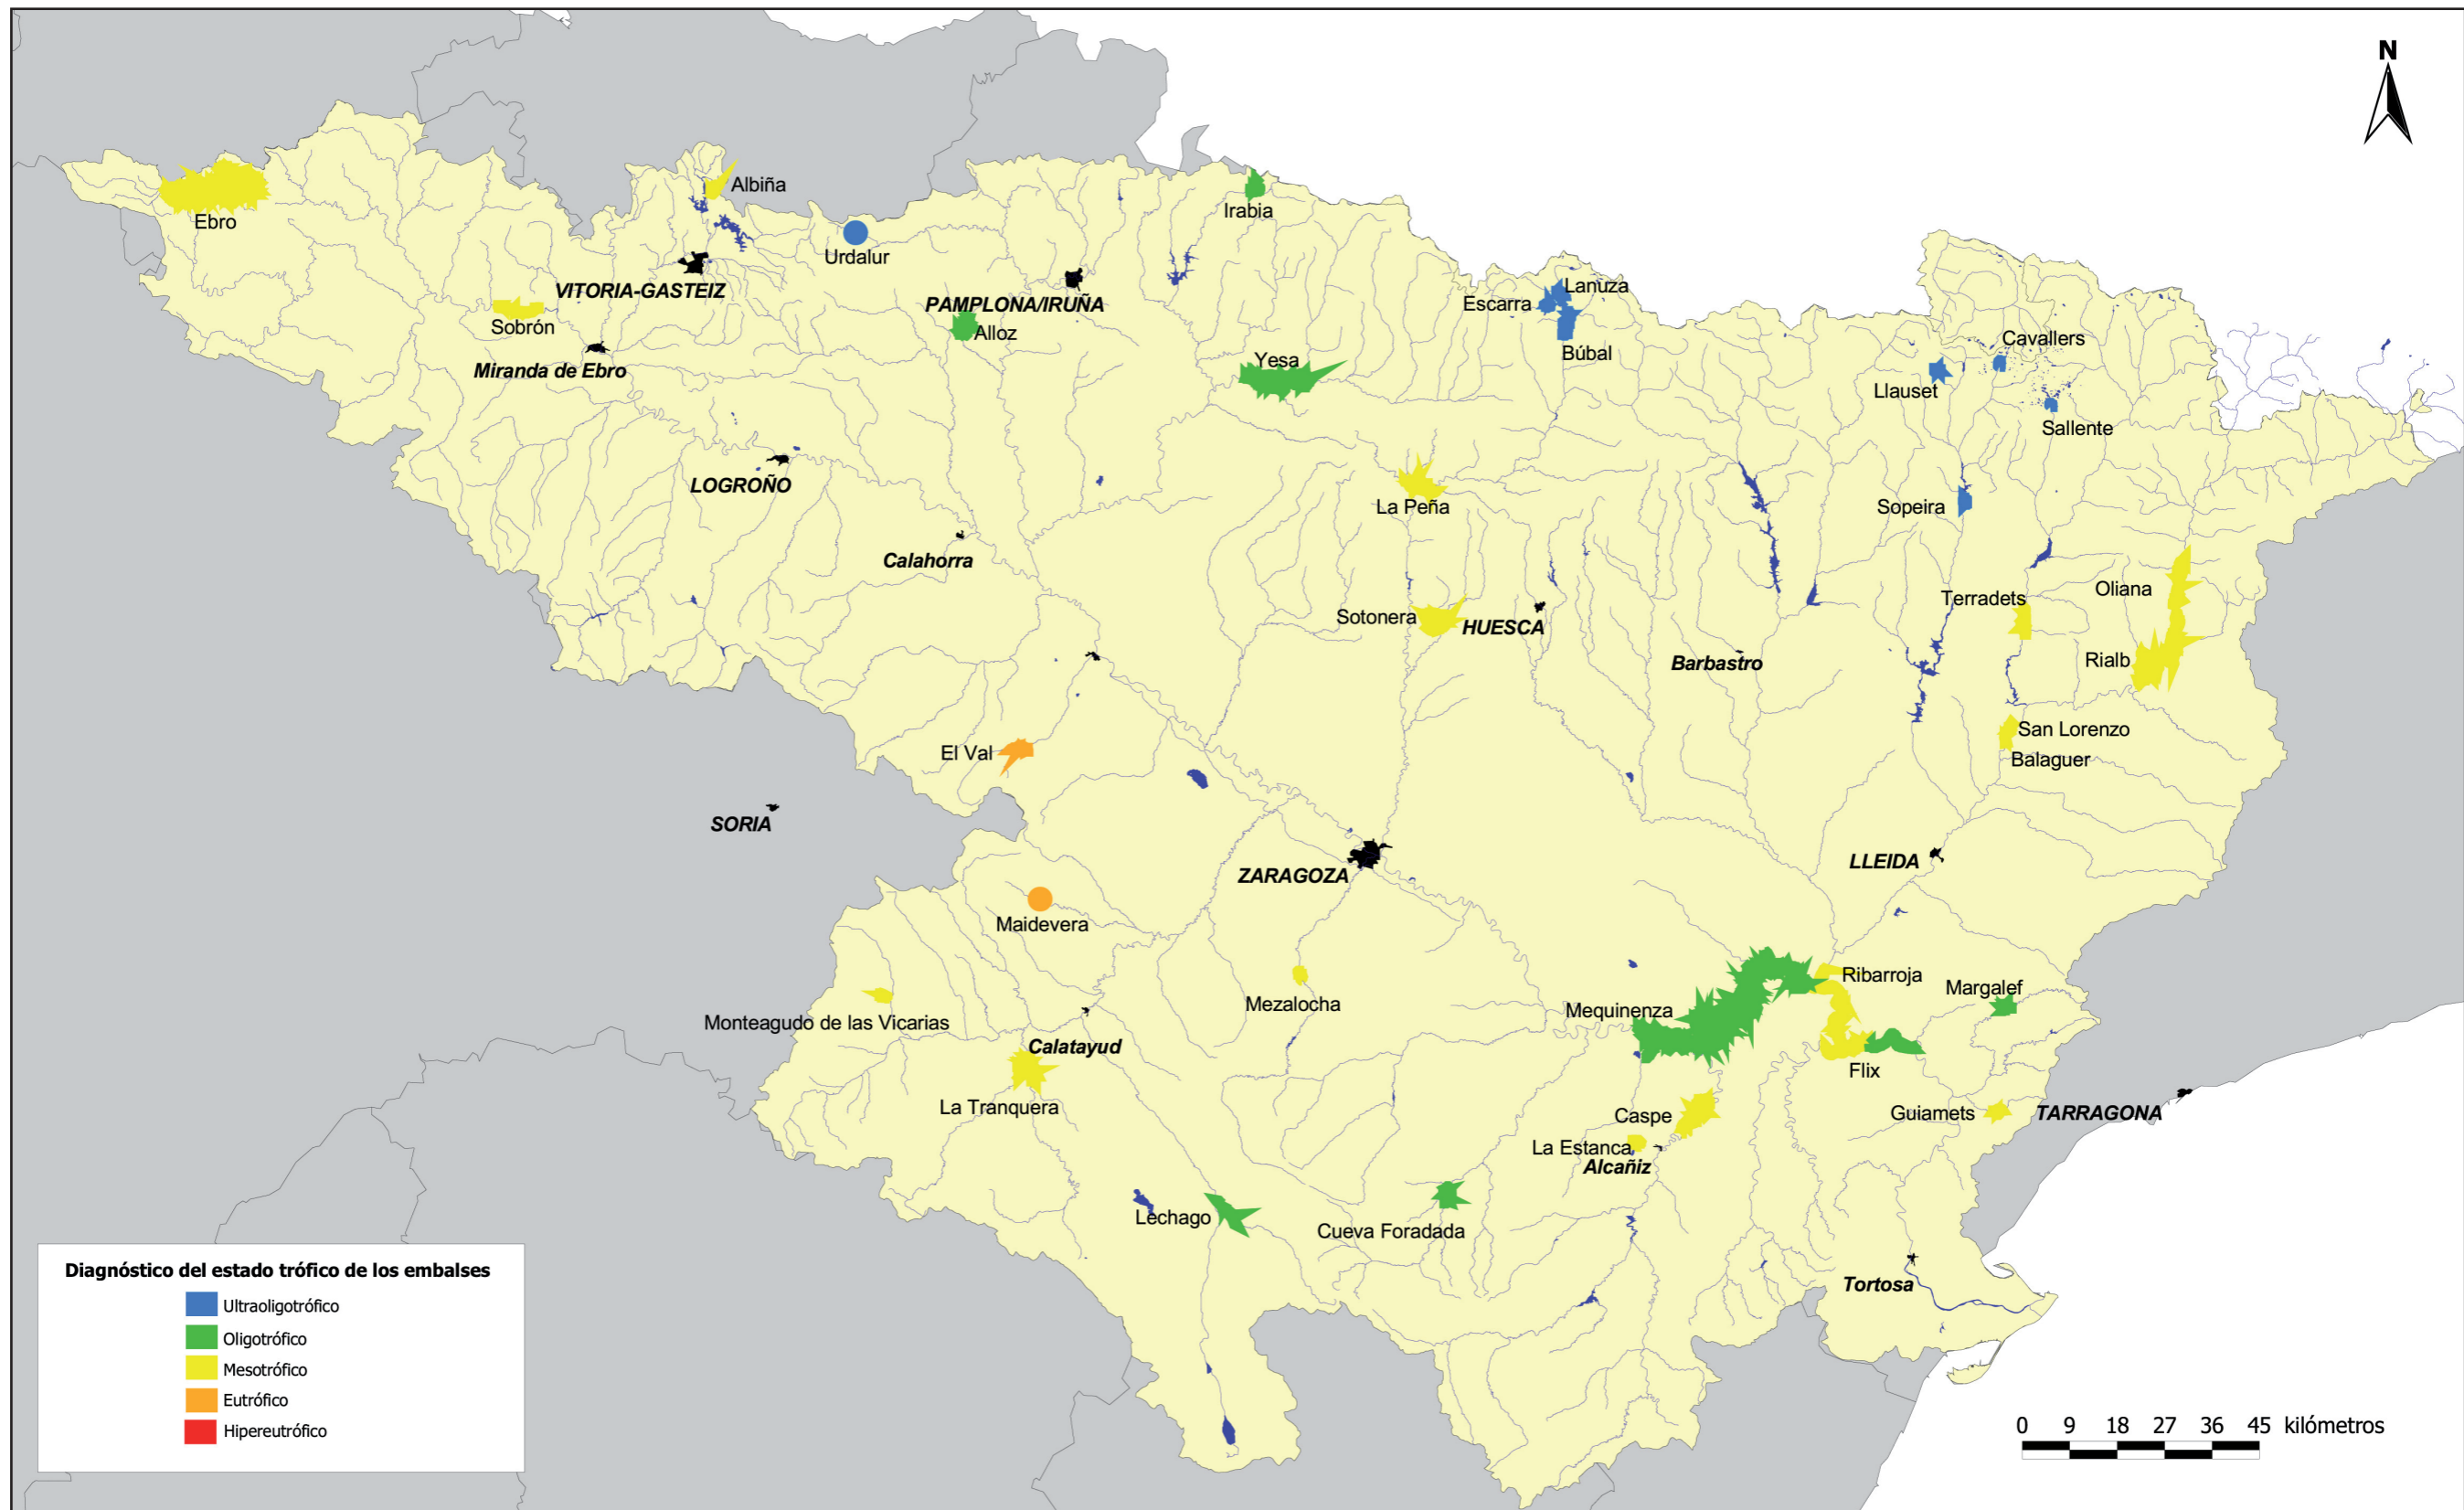 N
Albiña
Ebro
Irabia
Urdalur
VITORIA-GASTEIZ
PAMPLONA/IRUÑA
Lanuza
Escarra
Sobrón
Alloz
Búbal
Cavallers
Yesa
Miranda de Ebro
Llauset
Sallente
LOGROÑO
La Peña
Sopeira
Calahorra
Oliana
Terradets
Sotonera
HUESCA
Barbastro
Rialb
San Lorenzo
El Val
Balaguer
SORIA
LLEIDA
ZARAGOZA
Maidevera
Ribarroja
Margalef
Mezalocha
Mequinenza
Monteagudo de las Vicarias
Calatayud
Flix
La Tranquera
Caspe
Guiamets
TARRAGONA
La Estanca
Alcañiz
Lechago
Cueva Foradada
Tortosa
Diagnóstico del estado trófico de los embalses
Ultraoligotrófico
Oligotrófico
Mesotrófico
Eutrófico
Hipereutrófico
0 9 18 27 36 45 kilómetros